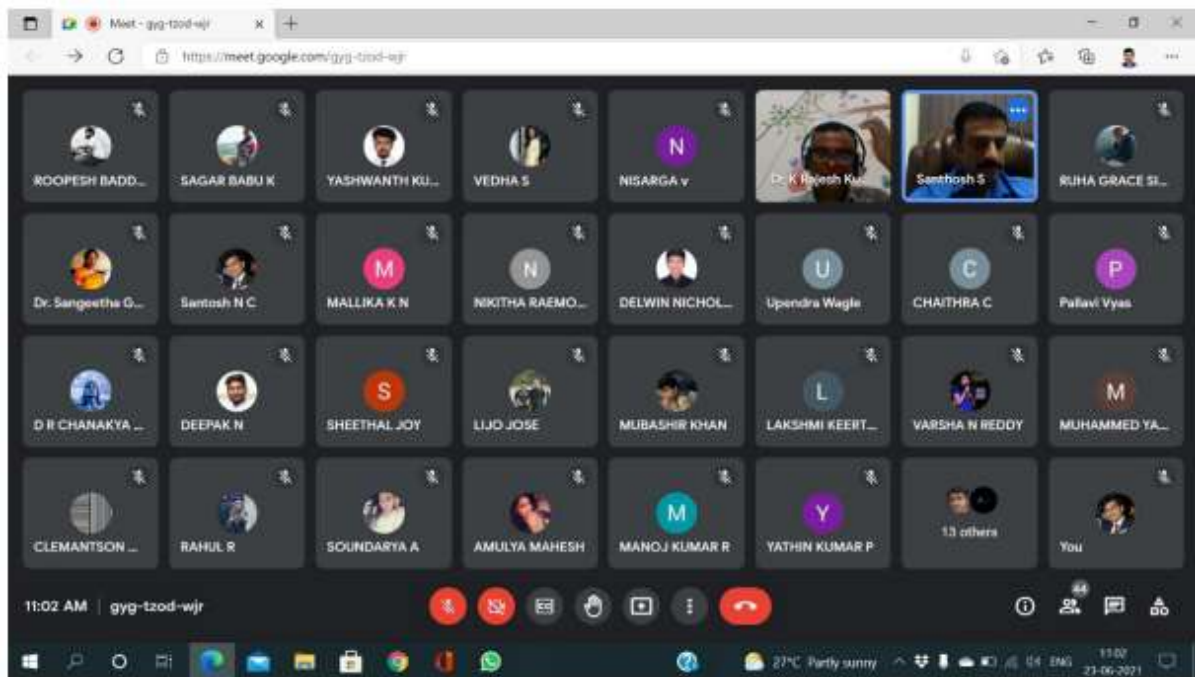 Meet - gyg-tzod-wjr
https://meet.google.com/gyg-tzod-wjr
ROOPESH BADD... SAGAR BABU K YASHWANTH KU... VEDHA S N NISARGA v Dr. K Rajesh Ku... Santhosh S RUHA GRACE SI...
Dr. Sangeetha G... Santosh N C M MALLIKA K N N NIKITHA RAEMO... DELWIN NICHOL... U Upendra Wagle C CHAITHRA C P Pallavi Vyas
D R CHANAKYA ... DEEPAK N S SHEETHAL JOY LIJO JOSE MUBASHIR KHAN L LAKSHMI KEERT... VARSHA N REDDY M MUHAMMED YA...
CLEMANTSON ... RAHUL R SOUNDARYA A AMULYA MAHESH M MANOJ KUMAR R Y YATHIN KUMAR P 13 others You
11:02 AM | gyg-tzod-wjr 44
27°C Partly sunny ENG 11:02
23-06-2021